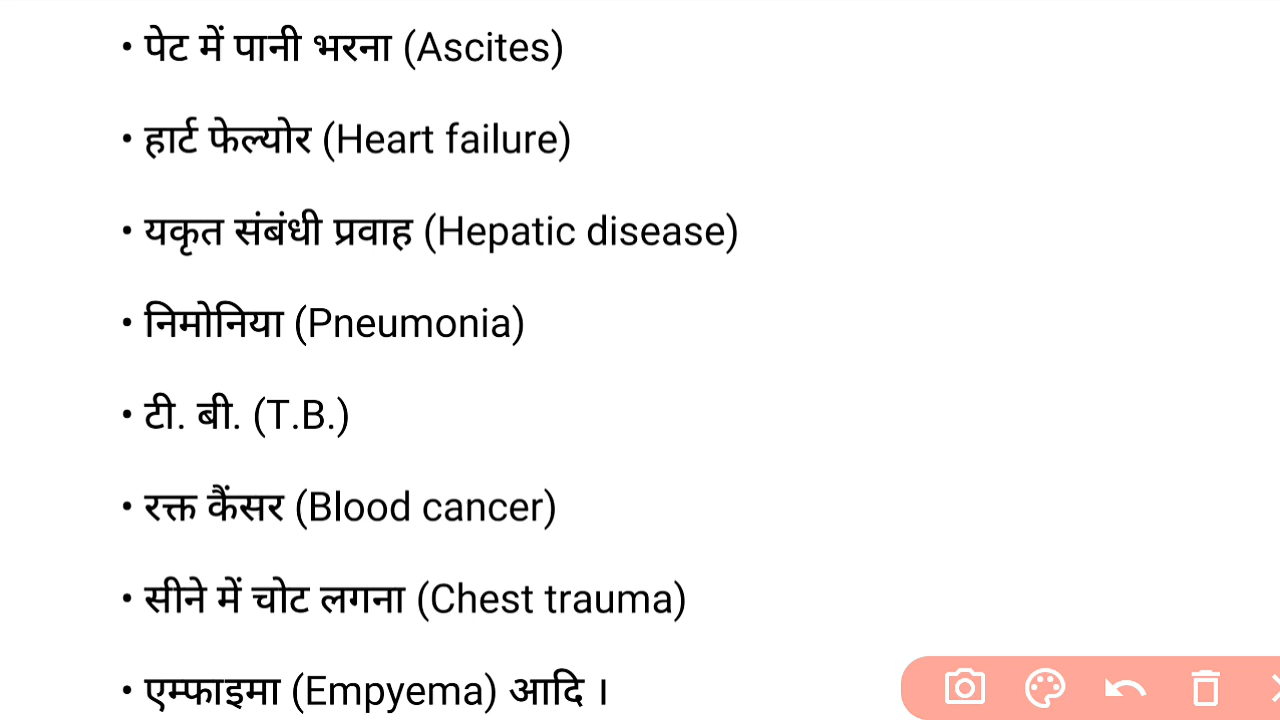 • पेट में पानी भरना (Ascites)
• हार्ट फेल्योर (Heart failure)
• यकृत संबंधी प्रवाह (Hepatic disease)
• निमोनिया (Pneumonia)
• टी. बी. (T.B.)
• रक्त कैंसर (Blood cancer)
• सीने में चोट लगना (Chest trauma)
• एम्फाइमा (Empyema) आदि ।